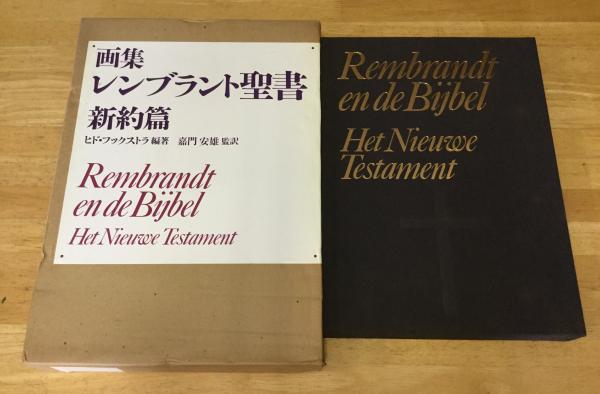 画集
レンブラント聖書
新約篇
ヒド・フックストラ 編著 嘉門 安雄 監訳
Rembrandt
en de Bijbel
Het Nieuwe Testament
Rembrandt
en de Bijbel
Het Nieuwe
Testament